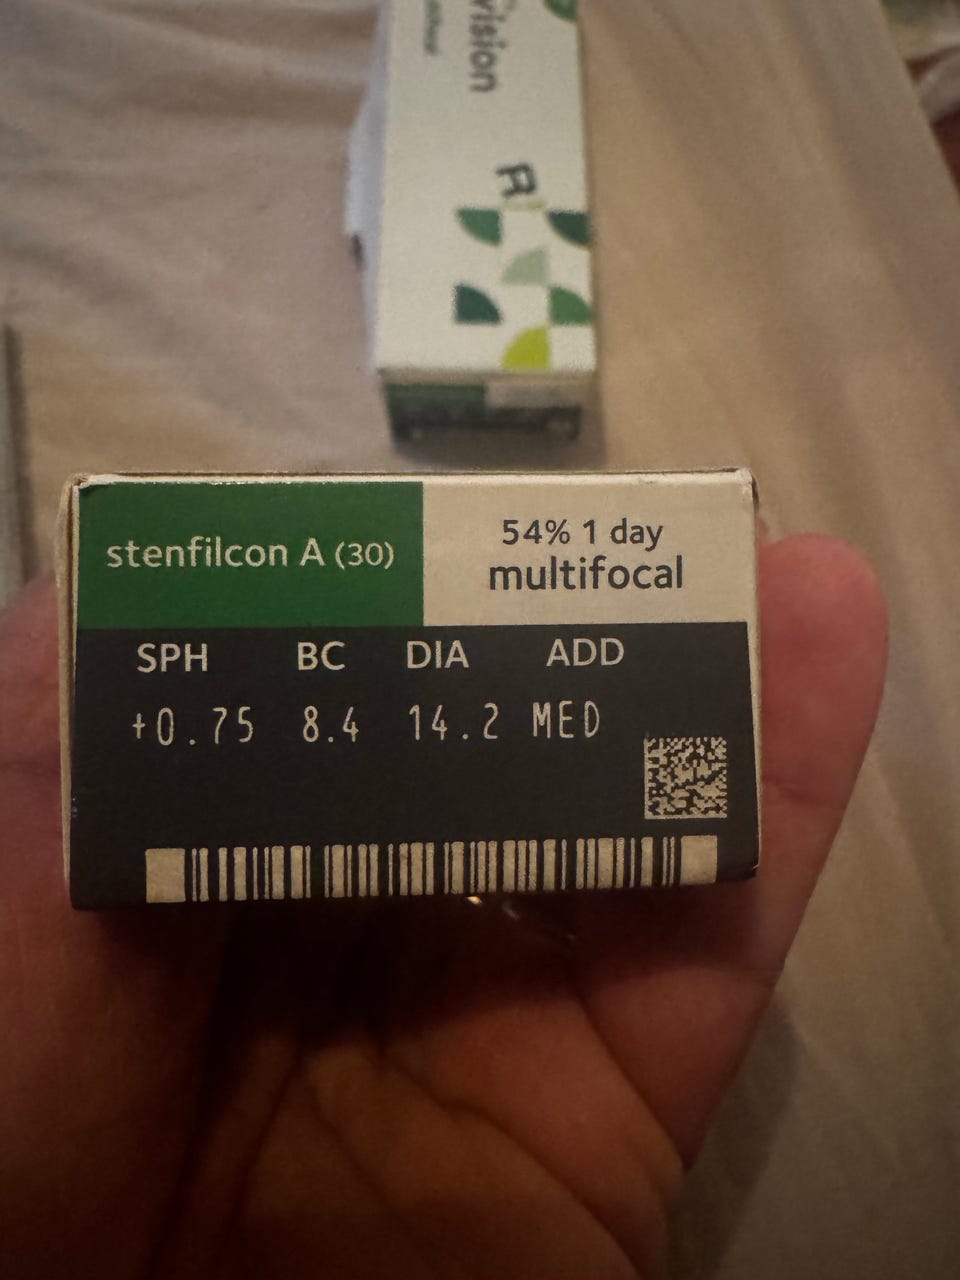 vision
R
stenfilcon A (30)
54% 1 day
multifocal
SPH BC DIA ADD
+0.75 8.4 14.2 MED